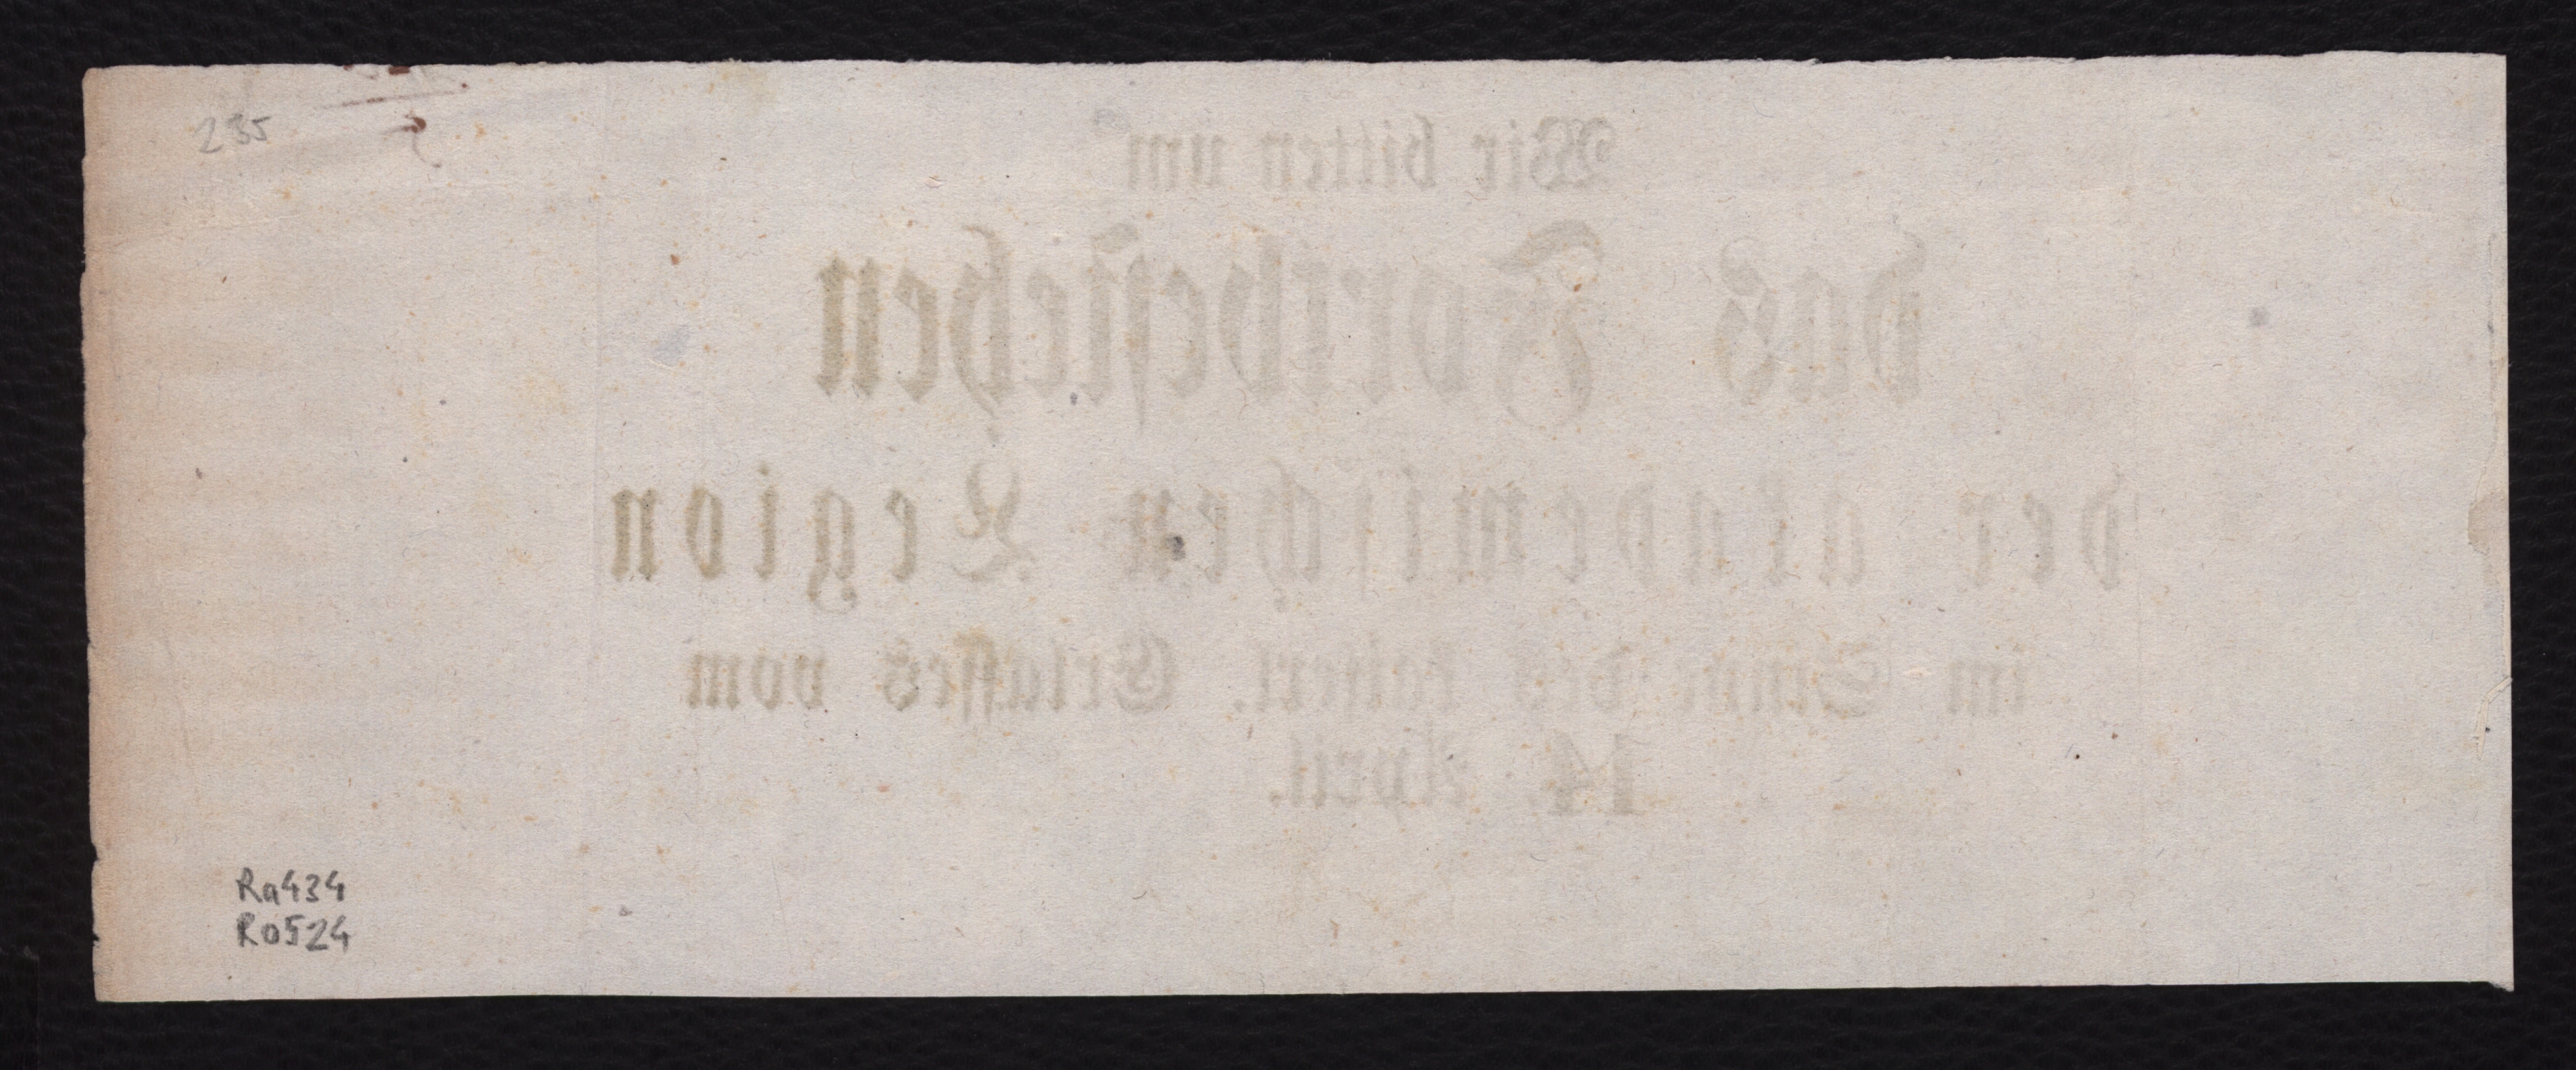 235
Wir bitten um
das Fortbestehen
der akademischen Legion
im Sinne des kaiserl. Erlasses vom
14. April.
Ra434
Ro524